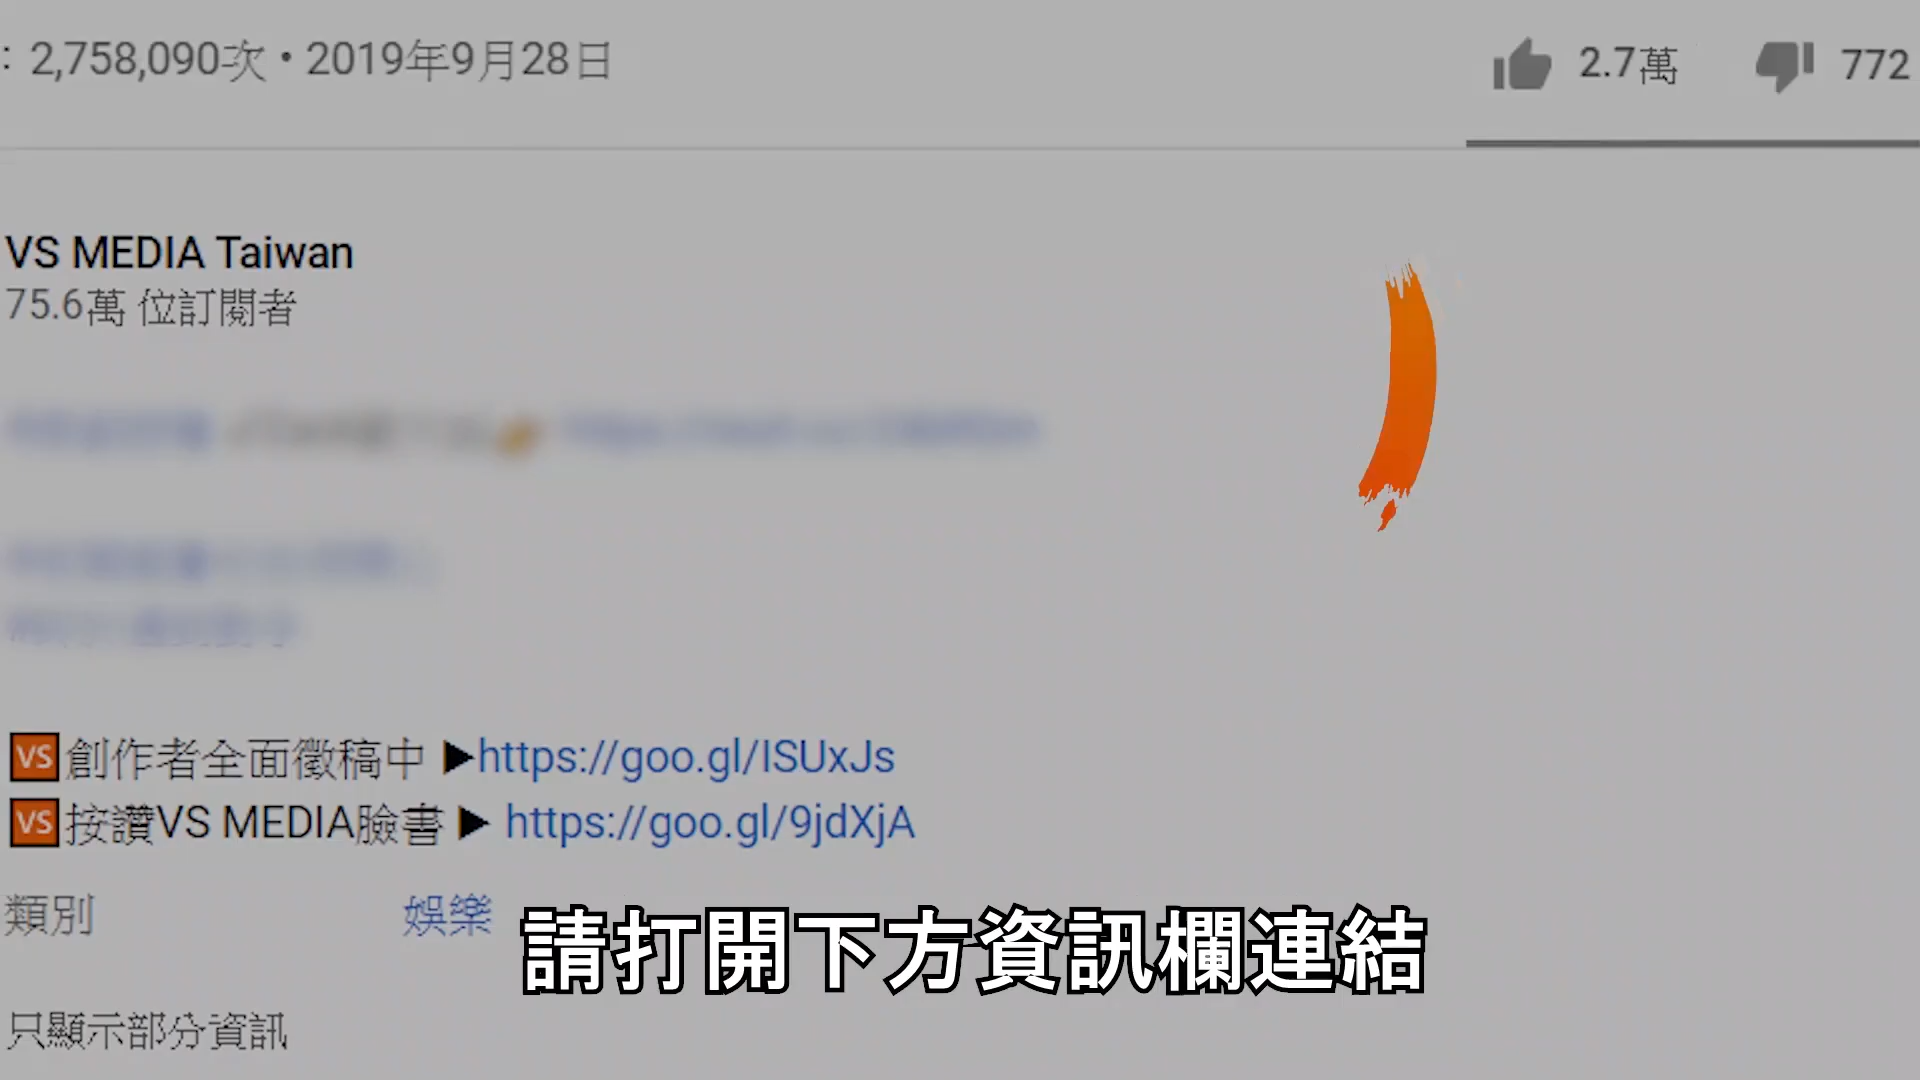 : 2,758,090次 • 2019年9月28日
2.7萬
772
VS MEDIA Taiwan
75.6萬 位訂閱者
VS創作者全面徵稿中 ▶https://goo.gl/ISUxJs
VS按讚VS MEDIA臉書 ▶ https://goo.gl/9jdXjA
類別 娛樂
請打開下方資訊欄連結
只顯示部分資訊